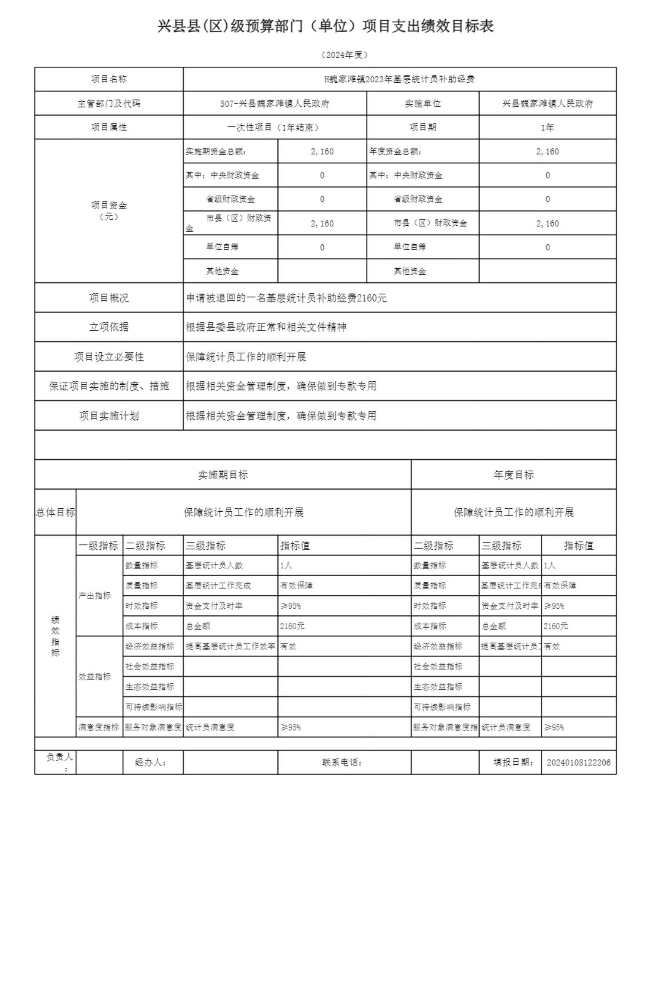 兴县县(区)级预算部门（单位）项目支出绩效目标表
（2024年度）
项目名称 H魏家滩镇2023年基层统计员补助经费
主管部门及代码 507-兴县魏家滩镇人民政府 实施单位 兴县魏家滩镇人民政府
项目属性 一次性项目（1年结束） 项目期 1年
项目资金
（元）
实施期资金总额： 2,160 年度资金总额： 2,160
其中：中央财政资金 0 其中：中央财政资金 0
省级财政资金 0 省级财政资金 0
市县（区）财政资
金 2,160 市县（区）财政资金 2,160
单位自筹 0 单位自筹 0
其他资金 其他资金
项目概况 申请被退回的一名基层统计员补助经费2160元
立项依据 根据县委县政府正常和相关文件精神
项目设立必要性 保障统计员工作的顺利开展
保证项目实施的制度、措施 根据相关资金管理制度，确保做到专款专用
项目实施计划 根据相关资金管理制度，确保做到专款专用
实施期目标 年度目标
总体目标 保障统计员工作的顺利开展 保障统计员工作的顺利开展
绩
效
指
标
一级指标 二级指标 三级指标 指标值 二级指标 三级指标 指标值
产出指标
数量指标 基层统计员人数 1人 数量指标 基层统计员人数 1人
质量指标 基层统计工作完成 有效保障 质量指标 基层统计工作完 有效保障
时效指标 资金支付及时率 ≥95% 时效指标 资金支付及时率 ≥95%
成本指标 总金额 2160元 成本指标 总金额 2160元
效益指标
经济效益指标 提高基层统计员工作效率 有效 经济效益指标 提高基层统计员 有效
社会效益指标 社会效益指标
生态效益指标 生态效益指标
可持续影响指标 可持续影响指标
满意度指标 服务对象满意度 统计员满意度 ≥95% 服务对象满意度指 统计员满意度 ≥95%
负责人
： 经办人： 联系电话： 填报日期： 20240108122206